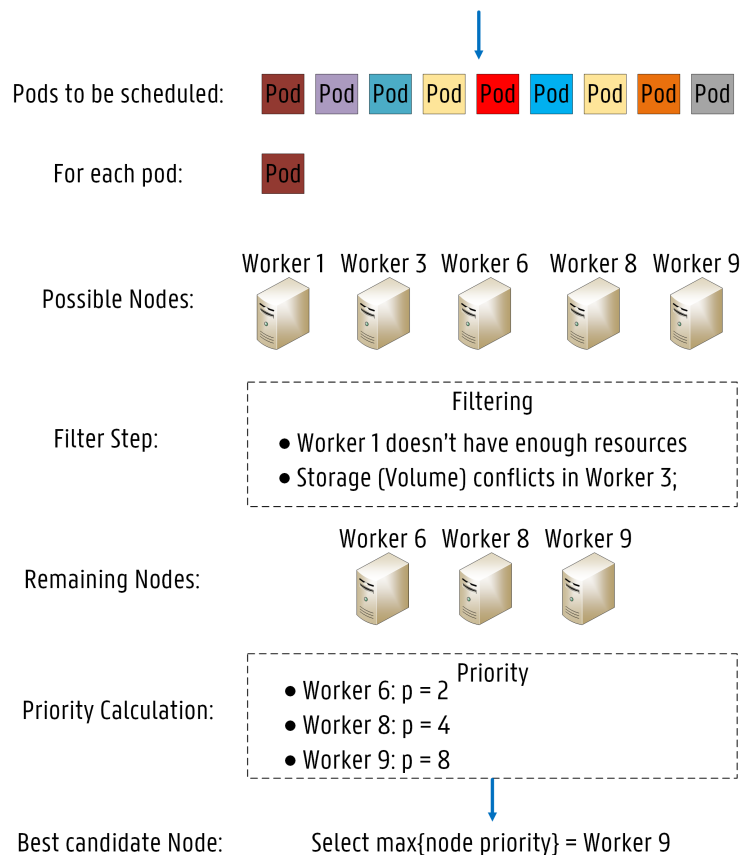 Pods to be scheduled: Pod Pod Pod Pod Pod Pod Pod Pod Pod
For each pod: Pod
Worker 1 Worker 3 Worker 6 Worker 8 Worker 9
Possible Nodes:
Filtering
Filter Step:
● Worker 1 doesn't have enough resources
● Storage (Volume) conflicts in Worker 3;
Worker 6 Worker 8 Worker 9
Remaining Nodes:
Priority
● Worker 6: p = 2
Priority Calculation:
● Worker 8: p = 4
● Worker 9: p = 8
Best candidate Node: Select max{node priority} = Worker 9